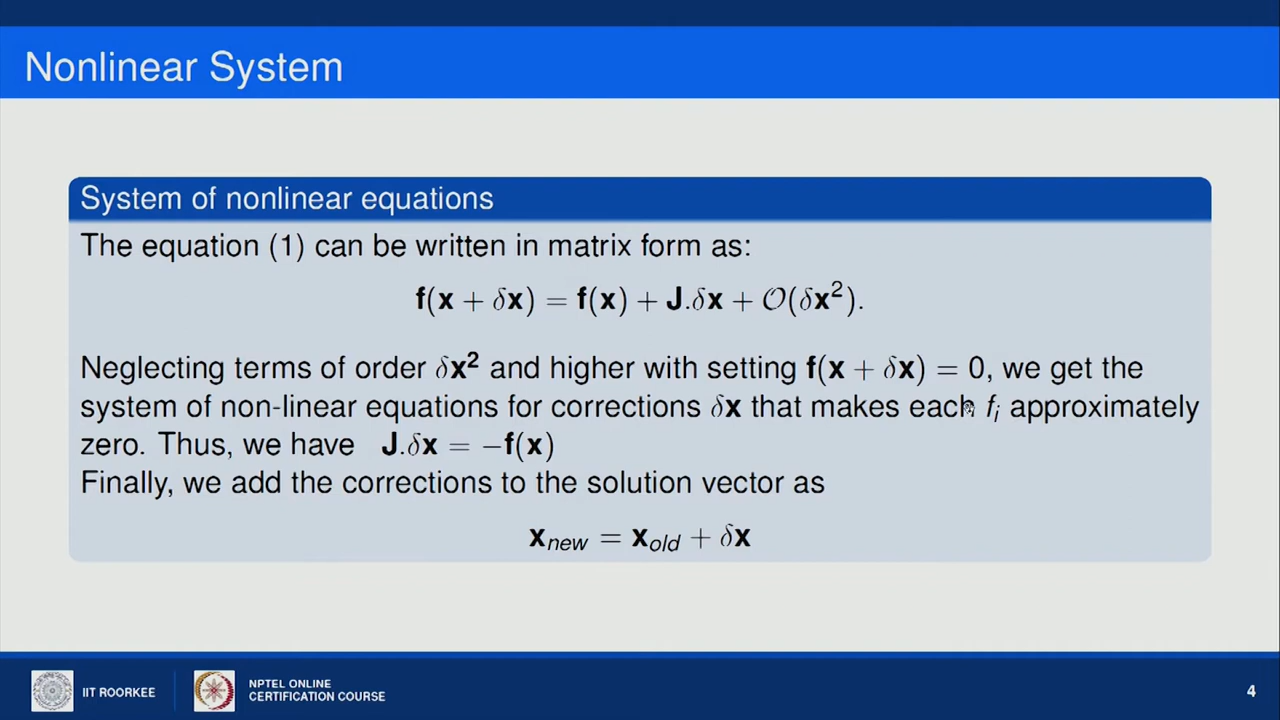 Nonlinear System
System of nonlinear equations
The equation (1) can be written in matrix form as:
f(x + δx) = f(x) + J.δx + O(δx²).
Neglecting terms of order δx² and higher with setting f(x + δx) = 0, we get the
system of non-linear equations for corrections δx that makes each fᵢ approximately
zero. Thus, we have J.δx = −f(x)
Finally, we add the corrections to the solution vector as
x_new = x_old + δx
IIT ROORKEE
NPTEL ONLINE
CERTIFICATION COURSE
4